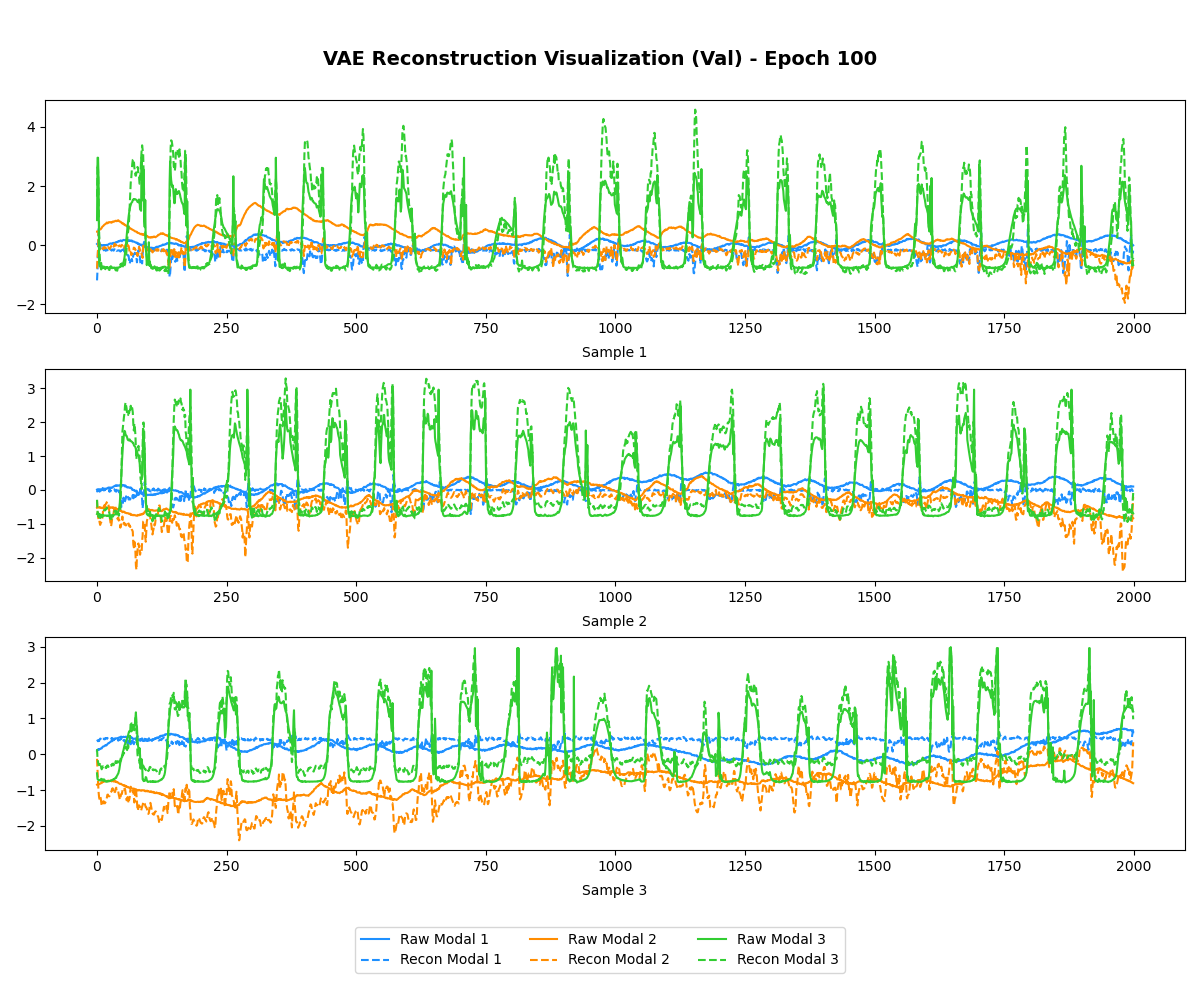 VAE Reconstruction Visualization (Val) - Epoch 100
4
2
0
−2
0 250 500 750 1000 1250 1500 1750 2000
Sample 1
3
2
1
0
−1
−2
0 250 500 750 1000 1250 1500 1750 2000
Sample 2
3
2
1
0
−1
−2
0 250 500 750 1000 1250 1500 1750 2000
Sample 3
Raw Modal 1 Raw Modal 2 Raw Modal 3
Recon Modal 1 Recon Modal 2 Recon Modal 3